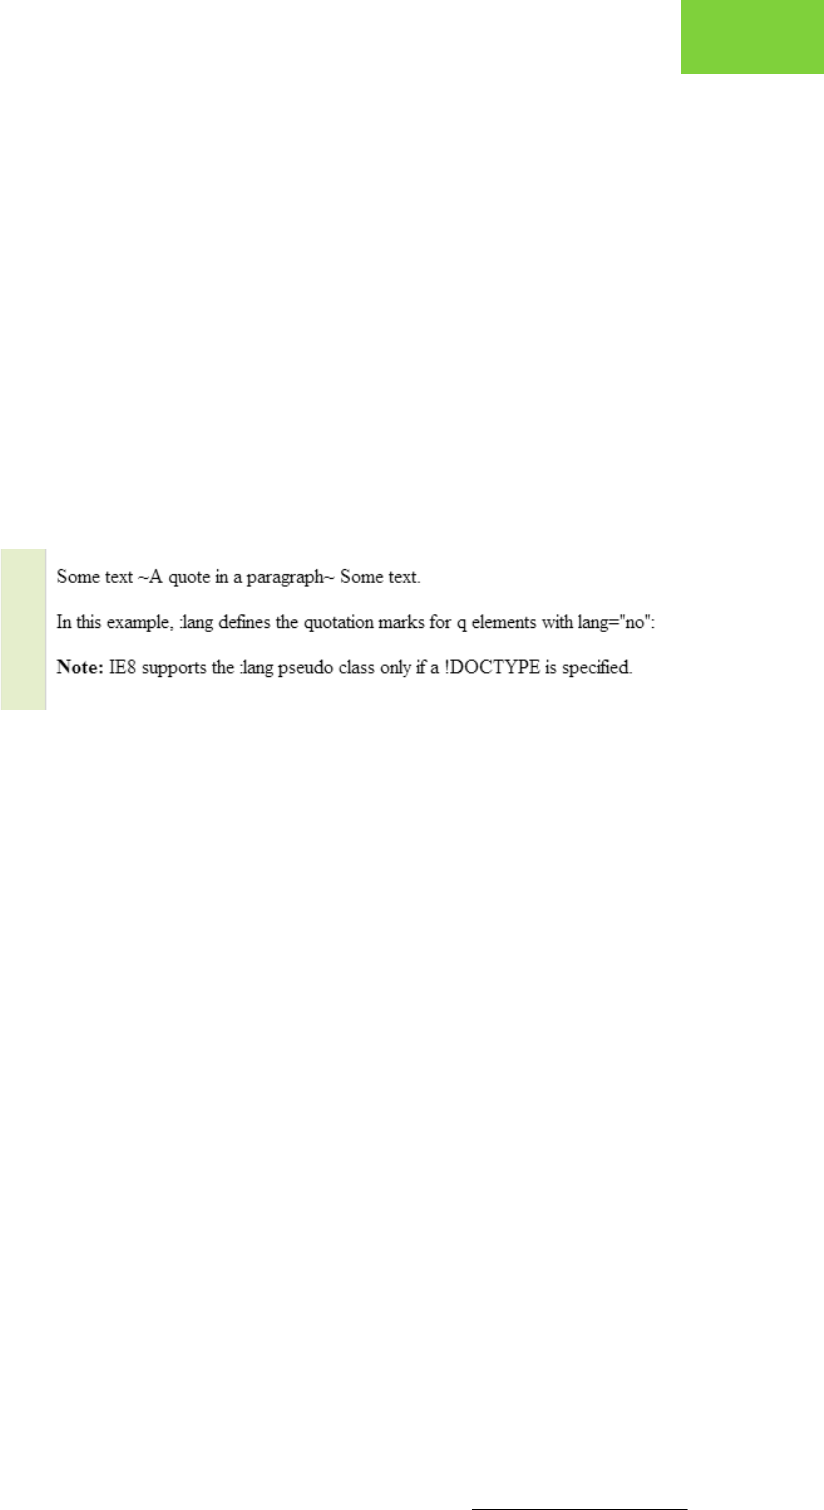 Some text ~A quote in a paragraph~ Some text.
In this example, :lang defines the quotation marks for q elements with lang="no":
Note: IE8 supports the :lang pseudo class only if a !DOCTYPE is specified.